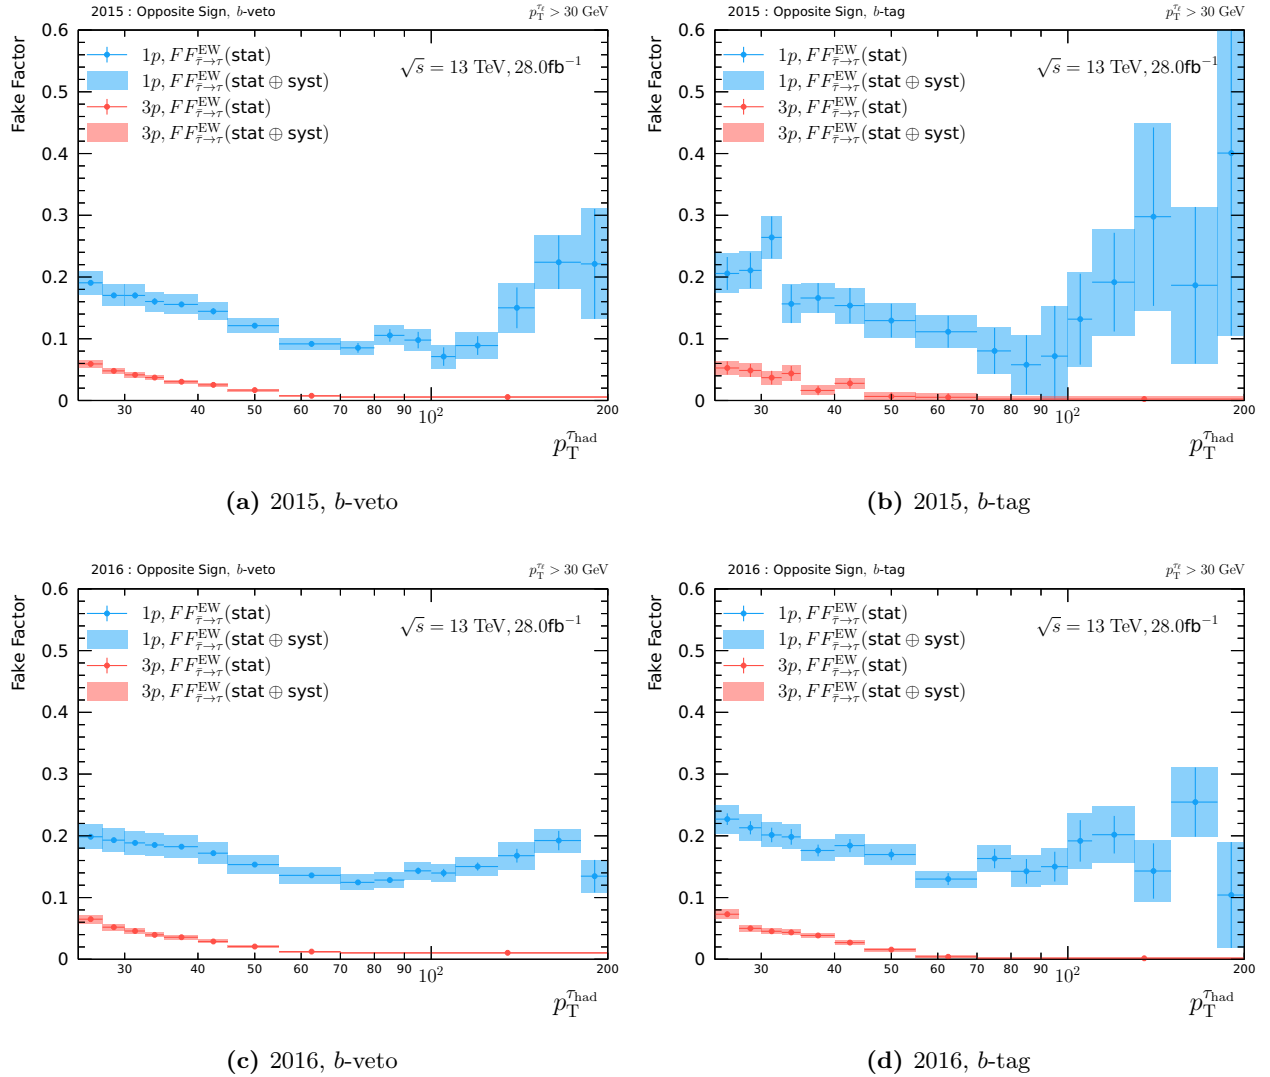 2015 : Opposite Sign, b-veto
p_T^{τ_ℓ} > 30 GeV
Fake Factor
1p, FF^{EW}_{τ̄→τ}(stat)
1p, FF^{EW}_{τ̄→τ}(stat ⊕ syst)
3p, FF^{EW}_{τ̄→τ}(stat)
3p, FF^{EW}_{τ̄→τ}(stat ⊕ syst)
√s = 13 TeV, 28.0fb⁻¹
0.6
0.5
0.4
0.3
0.2
0.1
0
30 40 50 60 70 80 90 10² 200
p_T^{τ_had}
(a) 2015, b-veto
2015 : Opposite Sign, b-tag
p_T^{τ_ℓ} > 30 GeV
Fake Factor
1p, FF^{EW}_{τ̄→τ}(stat)
1p, FF^{EW}_{τ̄→τ}(stat ⊕ syst)
3p, FF^{EW}_{τ̄→τ}(stat)
3p, FF^{EW}_{τ̄→τ}(stat ⊕ syst)
√s = 13 TeV, 28.0fb⁻¹
0.6
0.5
0.4
0.3
0.2
0.1
0
30 40 50 60 70 80 90 10² 200
p_T^{τ_had}
(b) 2015, b-tag
2016 : Opposite Sign, b-veto
p_T^{τ_ℓ} > 30 GeV
Fake Factor
1p, FF^{EW}_{τ̄→τ}(stat)
1p, FF^{EW}_{τ̄→τ}(stat ⊕ syst)
3p, FF^{EW}_{τ̄→τ}(stat)
3p, FF^{EW}_{τ̄→τ}(stat ⊕ syst)
√s = 13 TeV, 28.0fb⁻¹
0.6
0.5
0.4
0.3
0.2
0.1
0
30 40 50 60 70 80 90 10² 200
p_T^{τ_had}
(c) 2016, b-veto
2016 : Opposite Sign, b-tag
p_T^{τ_ℓ} > 30 GeV
Fake Factor
1p, FF^{EW}_{τ̄→τ}(stat)
1p, FF^{EW}_{τ̄→τ}(stat ⊕ syst)
3p, FF^{EW}_{τ̄→τ}(stat)
3p, FF^{EW}_{τ̄→τ}(stat ⊕ syst)
√s = 13 TeV, 28.0fb⁻¹
0.6
0.5
0.4
0.3
0.2
0.1
0
30 40 50 60 70 80 90 10² 200
p_T^{τ_had}
(d) 2016, b-tag